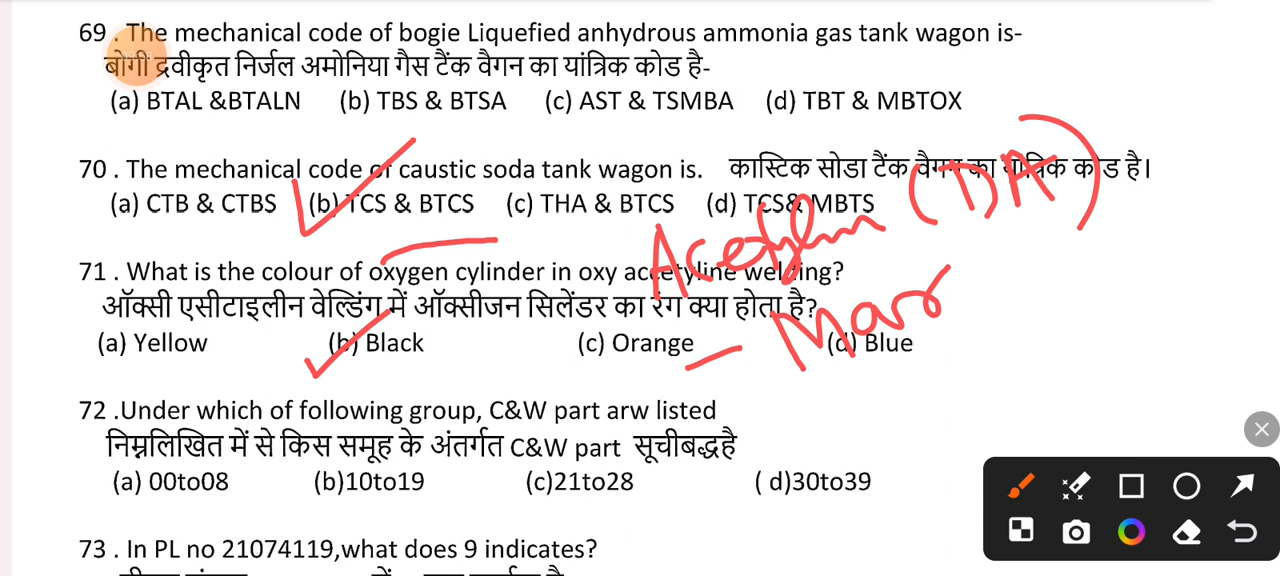 69 . The mechanical code of bogie Liquefied anhydrous ammonia gas tank wagon is-
बोगी द्रवीकृत निर्जल अमोनिया गैस टैंक वैगन का यांत्रिक कोड है-
(a) BTAL &BTALN (b) TBS & BTSA (c) AST & TSMBA (d) TBT & MBTOX
70 . The mechanical code of caustic soda tank wagon is. कास्टिक सोडा टैंक वैगन का यांत्रिक कोड है।
(a) CTB & CTBS (b) TCS & BTCS (c) THA & BTCS (d) TCS& MBTS
(DA)
71 . What is the colour of oxygen cylinder in oxy accetyline welding?
ऑक्सी एसीटाइलीन वेल्डिंग में ऑक्सीजन सिलेंडर का रंग क्या होता है?
– Mar
(a) Yellow (b) Black (c) Orange (d) Blue
72 .Under which of following group, C&W part arw listed
निम्नलिखित में से किस समूह के अंतर्गत C&W part सूचीबद्धहै
(a) 00to08 (b)10to19 (c)21to28 ( d)30to39
73 . In PL no 21074119,what does 9 indicates?